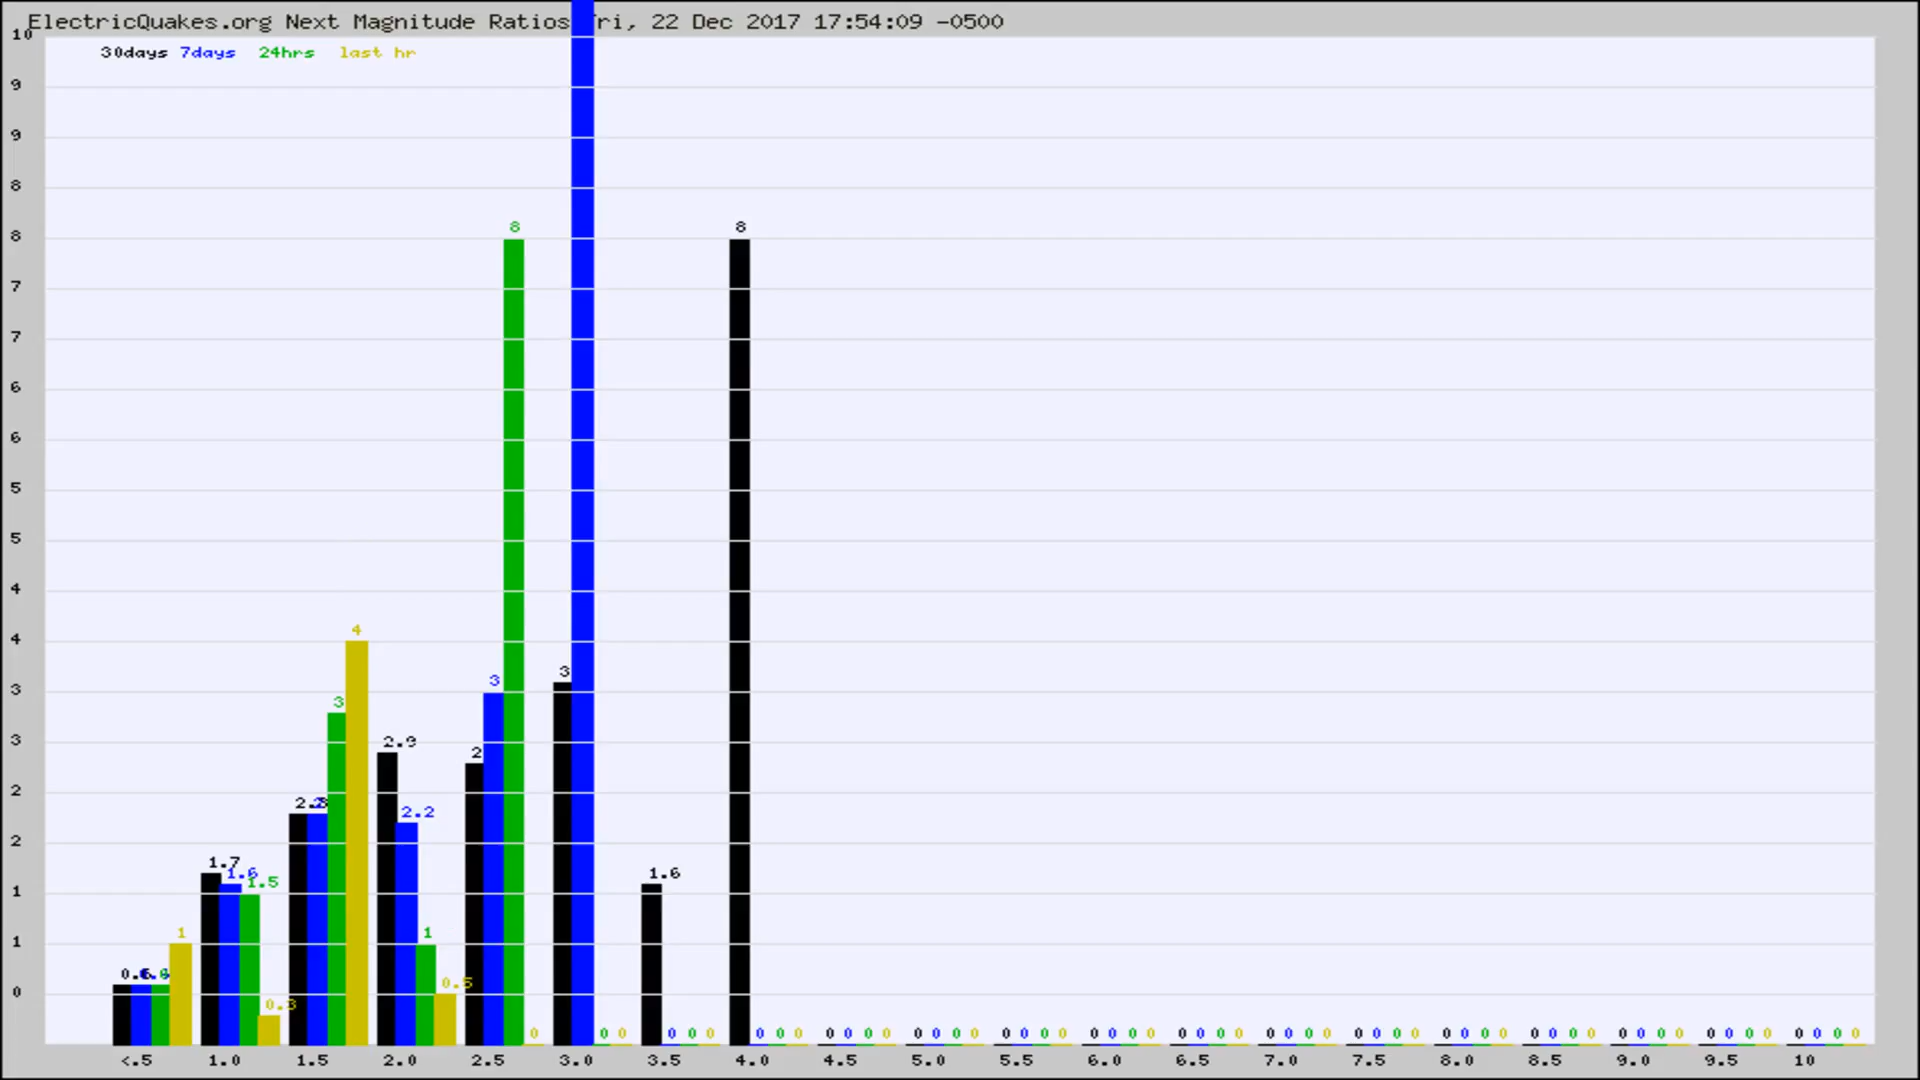 ElectricQuakes.org Next Magnitude Ratios ri, 22 Dec 2017 17:54:09 -0500
30days 7days 24hrs last hr
10
9
9
8
8
7
7
6
6
5
5
4
4
3
3
2
2
1
1
0
1
1.7
1.6
1.5
0.3
3
4
2.9
2.2
1
0.5
2
3
8
0
3
0 0
1.6
0 0 0
8
0 0 0
0 0 0 0
0 0 0 0
0 0 0 0
0 0 0 0
0 0 0 0
0 0 0 0
0 0 0 0
0 0 0 0
0 0 0 0
0 0 0 0
0 0 0 0
0 0 0 0
<.5 1.0 1.5 2.0 2.5 3.0 3.5 4.0 4.5 5.0 5.5 6.0 6.5 7.0 7.5 8.0 8.5 9.0 9.5 10